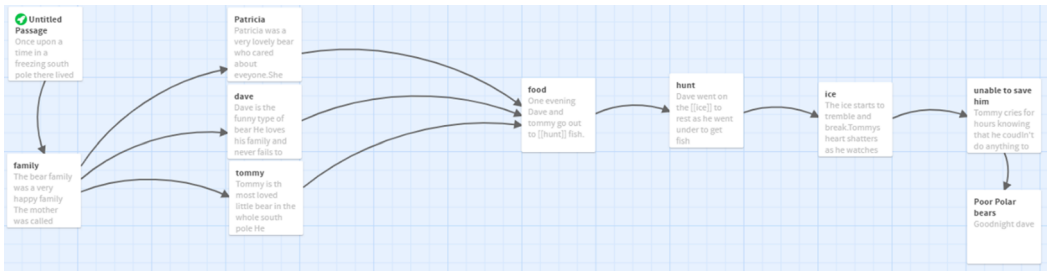 Untitled
Passage
Once upon a
time in a
freezing south
pole there lived
family
The bear family
was a very
happy family
The mother
was called
Patricia
Patricia was a
very lovely bear
who cared
about
eveyone.She
dave
Dave is the
funny type of
bear He loves
his family and
never fails to
tommy
Tommy is th
most loved
little bear in the
whole south
pole He
food
One evening
Dave and
tommy go out
to [[hunt]] fish.
hunt
Dave went on
the [[ice]] to
rest as he went
under to get
fish
ice
The ice starts to
tremble and
break.Tommys
heart shatters
as he watches
unable to save
him
Tommy cries for
hours knowing
that he coudln't
do anything to
Poor Polar
bears
Goodnight dave